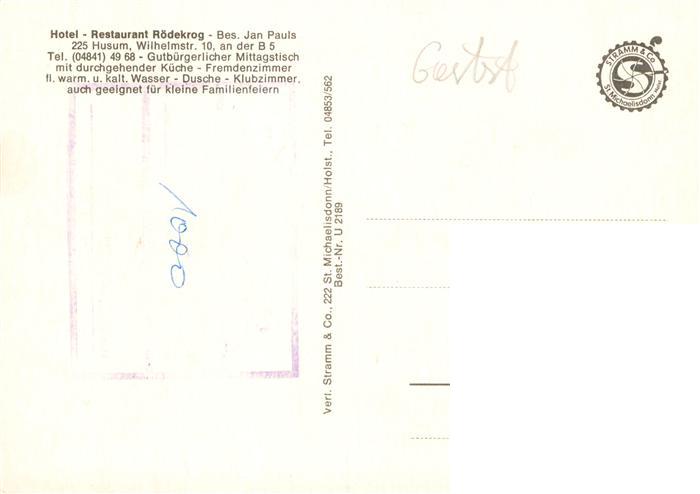 Hotel - Restaurant Rödekrog - Bes. Jan Pauls
225 Husum, Wilhelmstr. 10, an der B 5
Tel. (04841) 49 68 - Gutbürgerlicher Mittagstisch
mit durchgehender Küche - Fremdenzimmer
fl. warm. u. kalt. Wasser - Dusche - Klubzimmer,
auch geeignet für kleine Familienfeiern
Verl. Stramm & Co., 222 St. Michaelisdonn/Holst., Tel. 04853/562
Best.-Nr. U 2189
STRAMM & Co
St. Michaelisdonn Holst.